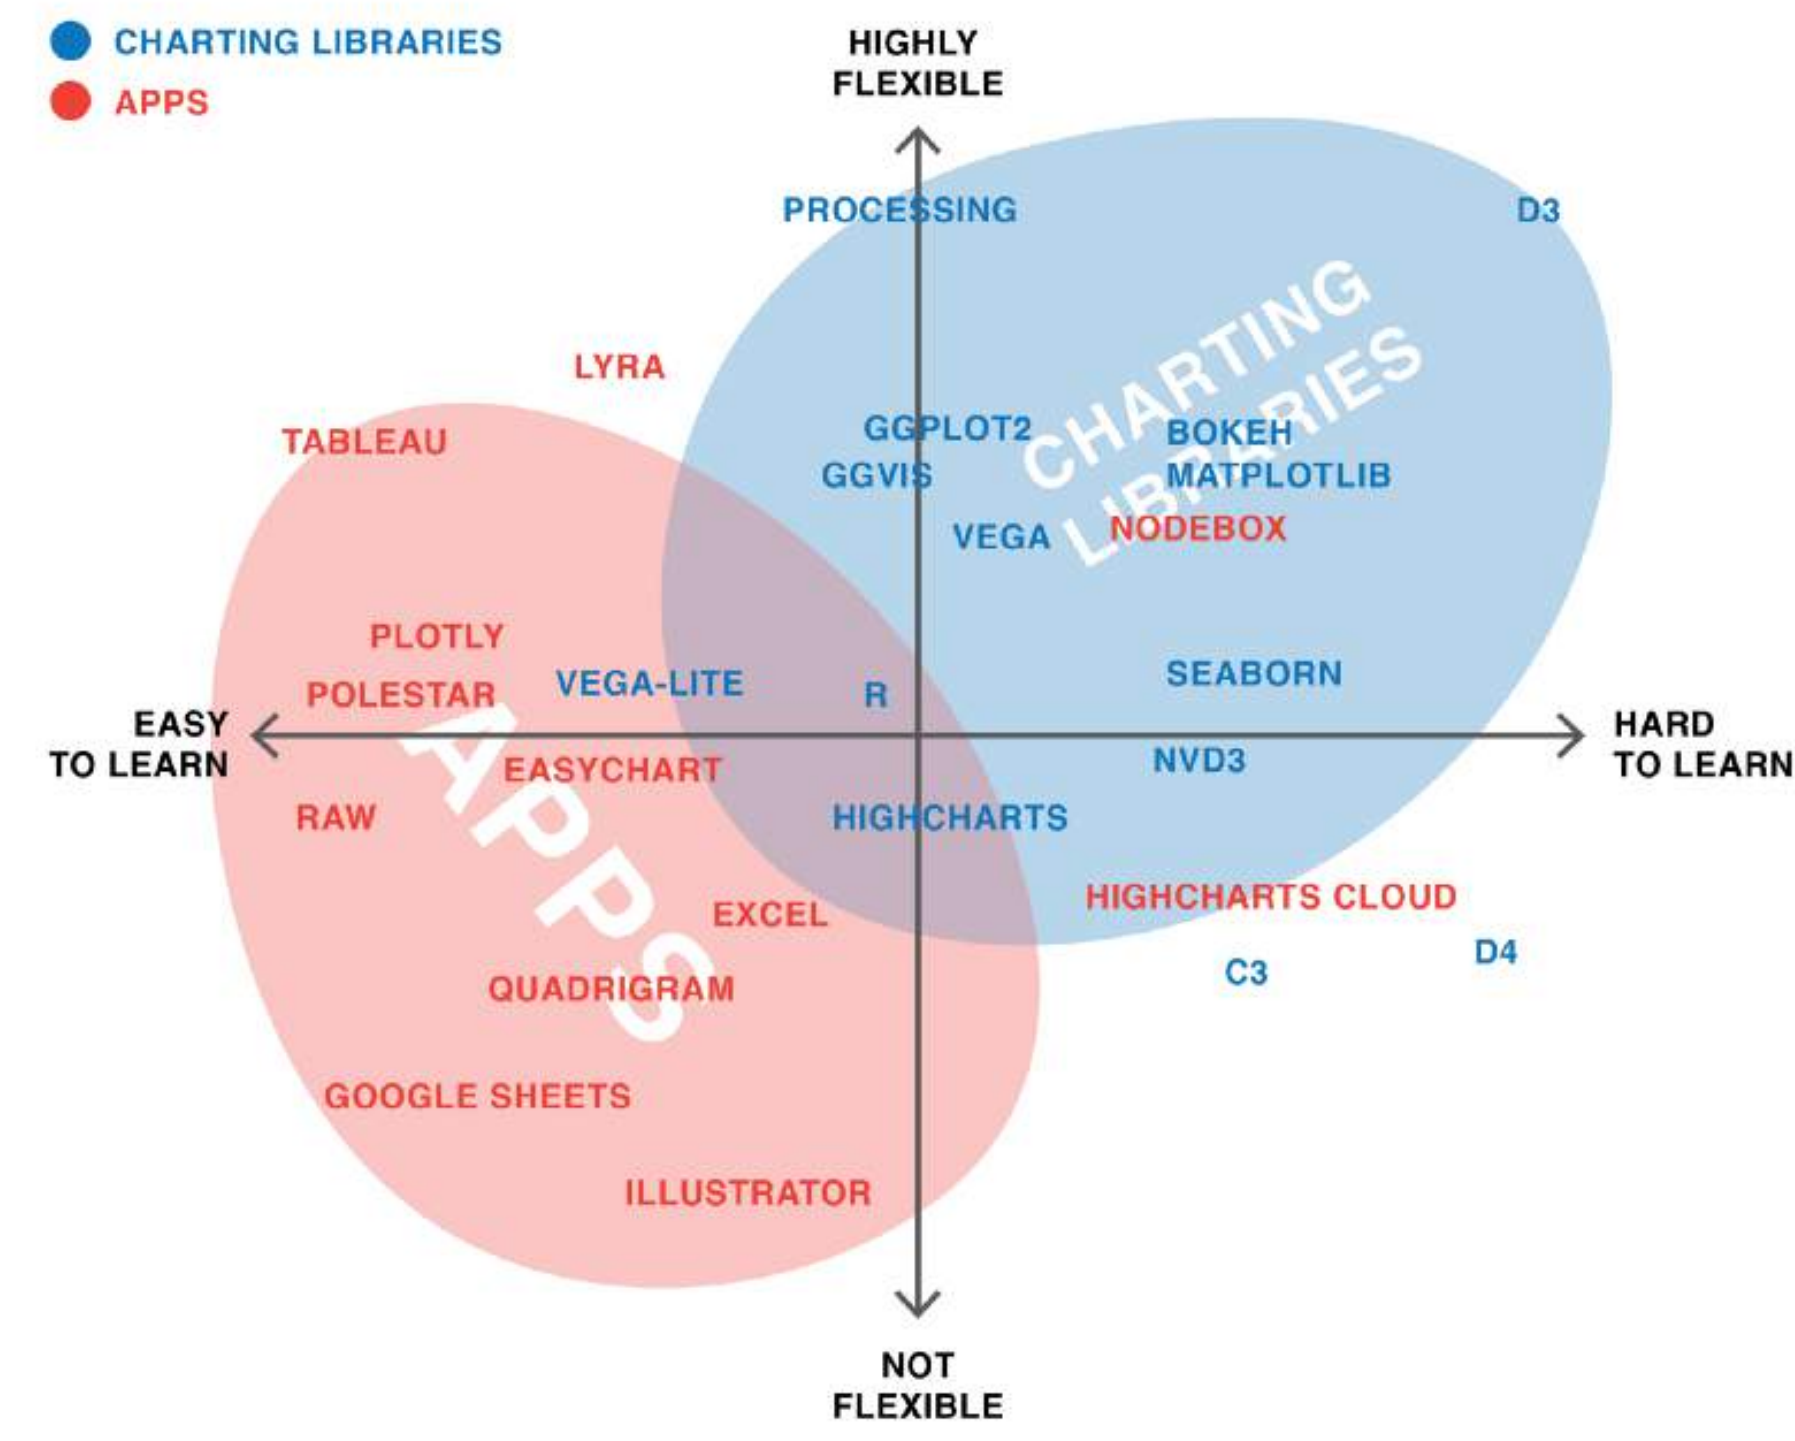 CHARTING LIBRARIES
APPS
HIGHLY
FLEXIBLE
PROCESSING
D3
CHARTING
LIBRARIES
LYRA
TABLEAU
GGPLOT2
BOKEH
GGVIS
MATPLOTLIB
VEGA
NODEBOX
PLOTLY
VEGA-LITE
R
SEABORN
POLESTAR
EASY
TO LEARN
HARD
TO LEARN
APPS
EASYCHART
NVD3
RAW
HIGHCHARTS
EXCEL
HIGHCHARTS CLOUD
C3
D4
QUADRIGRAM
GOOGLE SHEETS
ILLUSTRATOR
NOT
FLEXIBLE